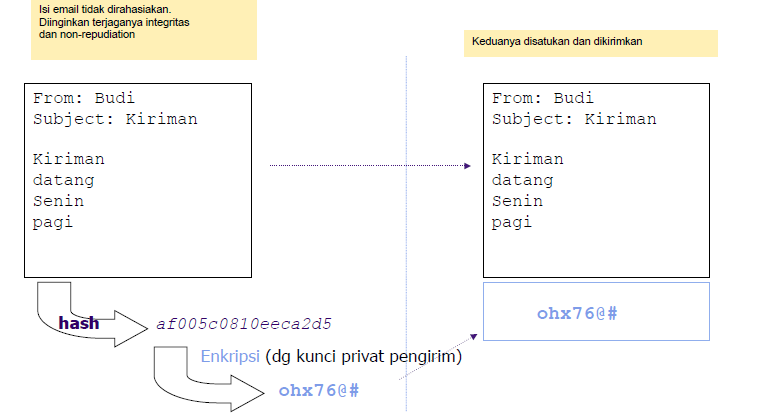 Isi email tidak dirahasiakan.
Diinginkan terjaganya integritas
dan non-repudiation
Keduanya disatukan dan dikirimkan
From: Budi
Subject: Kiriman
Kiriman
datang
Senin
pagi
From: Budi
Subject: Kiriman
Kiriman
datang
Senin
pagi
hash
af005c0810eeca2d5
Enkripsi (dg kunci privat pengirim)
ohx76@#
ohx76@#